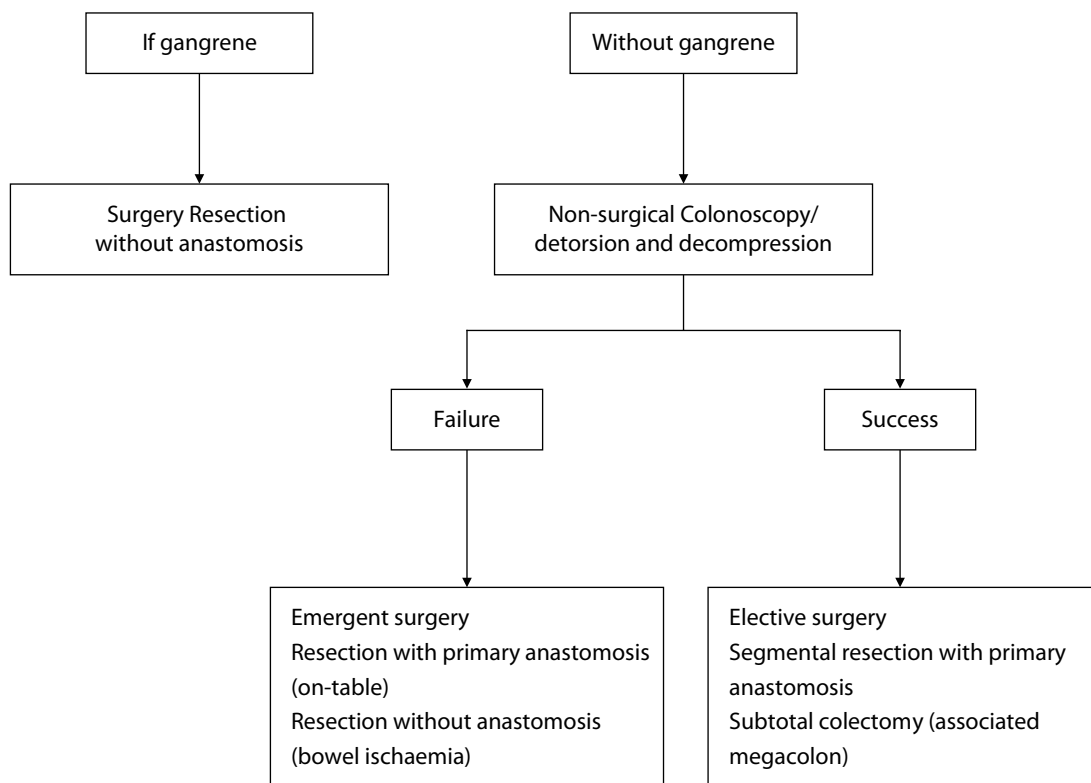 If gangrene
Without gangrene
Surgery Resection
without anastomosis
Non-surgical Colonoscopy/
detorsion and decompression
Failure
Success
Emergent surgery
Resection with primary anastomosis
(on-table)
Resection without anastomosis
(bowel ischaemia)
Elective surgery
Segmental resection with primary
anastomosis
Subtotal colectomy (associated
megacolon)